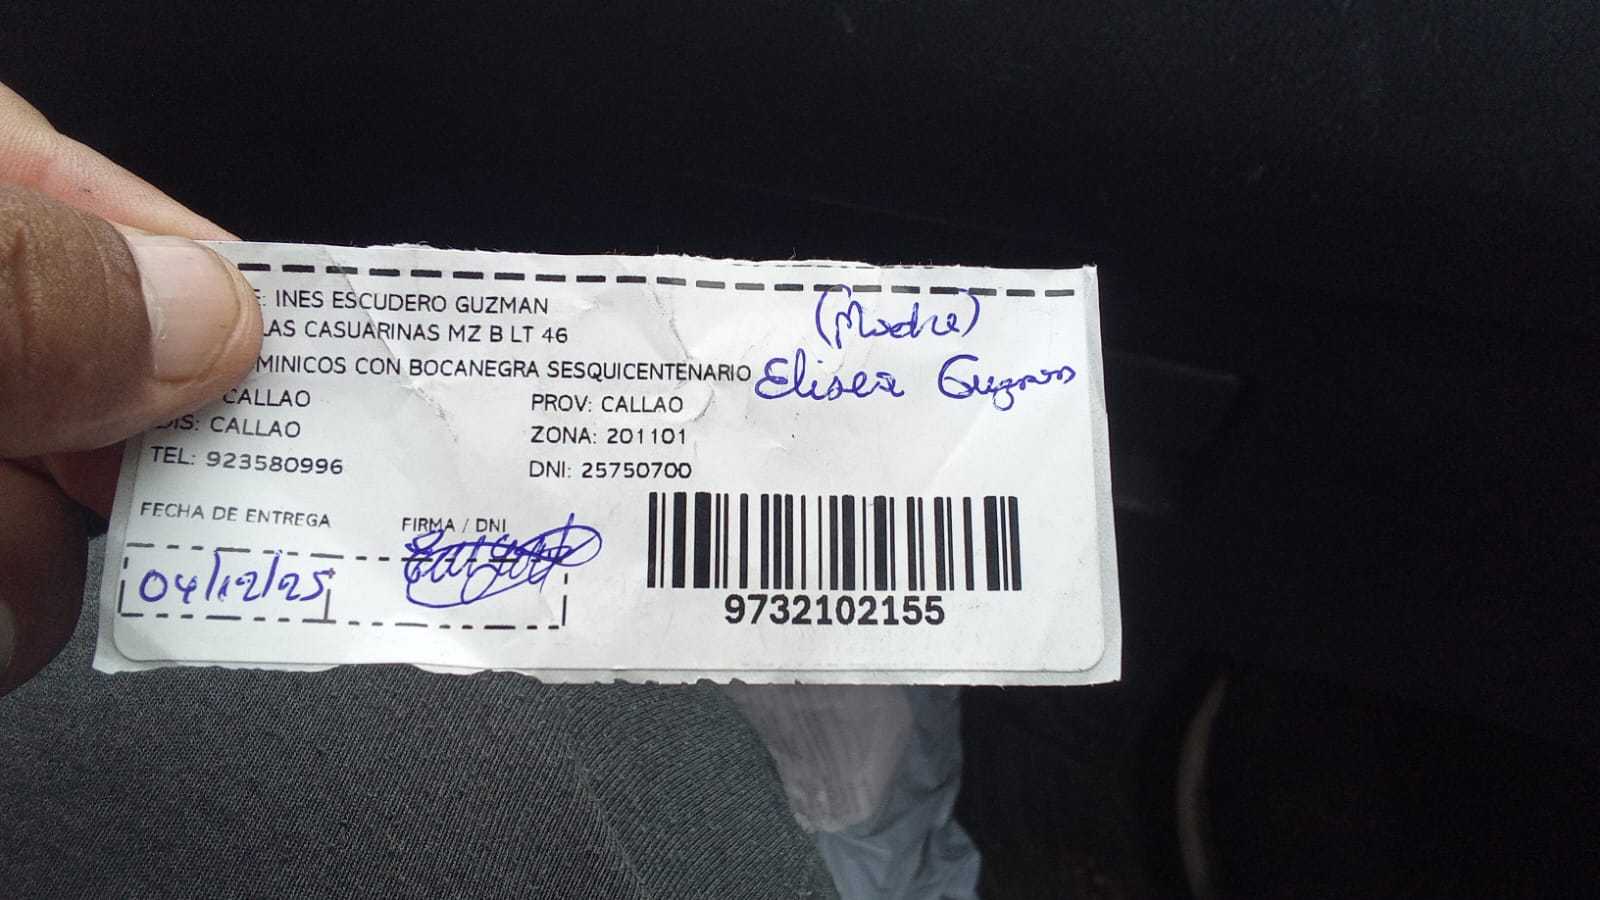 E: INES ESCUDERO GUZMAN
LAS CASUARINAS MZ B LT 46
MINICOS CON BOCANEGRA SESQUICENTENARIO
CALLAO
PROV: CALLAO
DIS: CALLAO
ZONA: 201101
TEL: 923580996
DNI: 25750700
(Madre)
Elisea Guzman
FECHA DE ENTREGA
FIRMA / DNI
04/12/25
9732102155